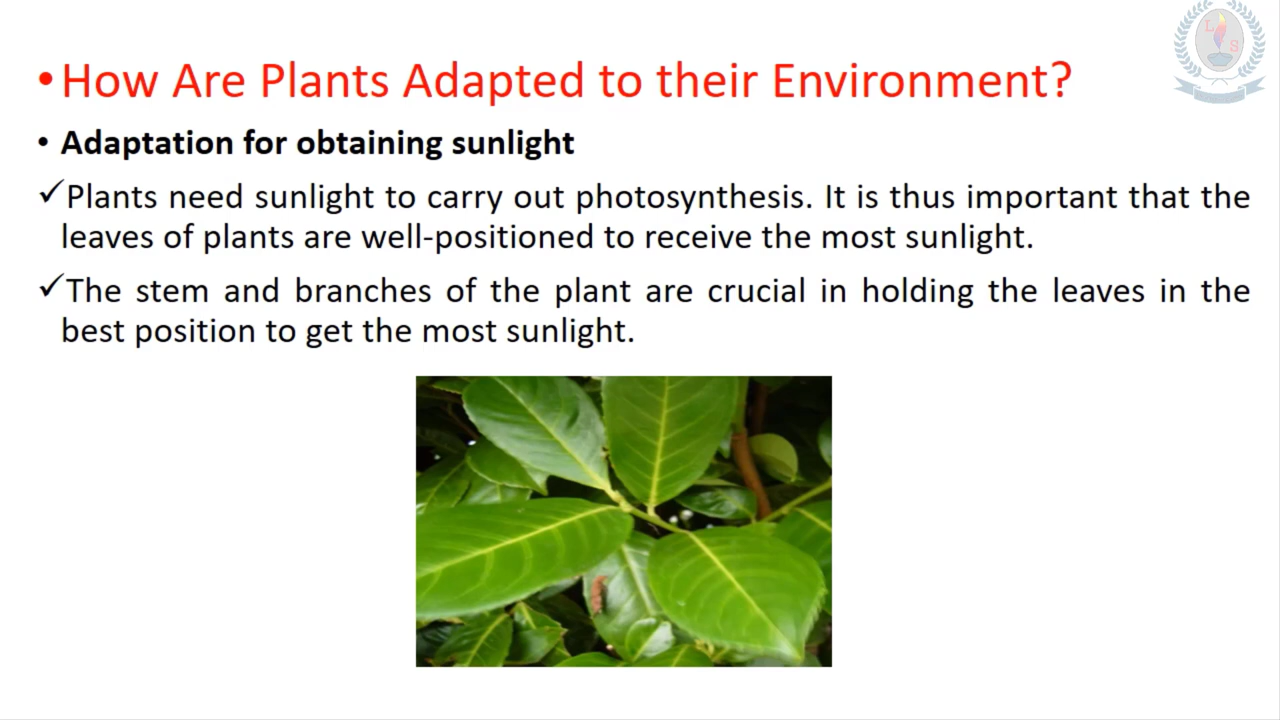 •How Are Plants Adapted to their Environment?
• Adaptation for obtaining sunlight
✓Plants need sunlight to carry out photosynthesis. It is thus important that the
leaves of plants are well-positioned to receive the most sunlight.
✓The stem and branches of the plant are crucial in holding the leaves in the
best position to get the most sunlight.
L
S